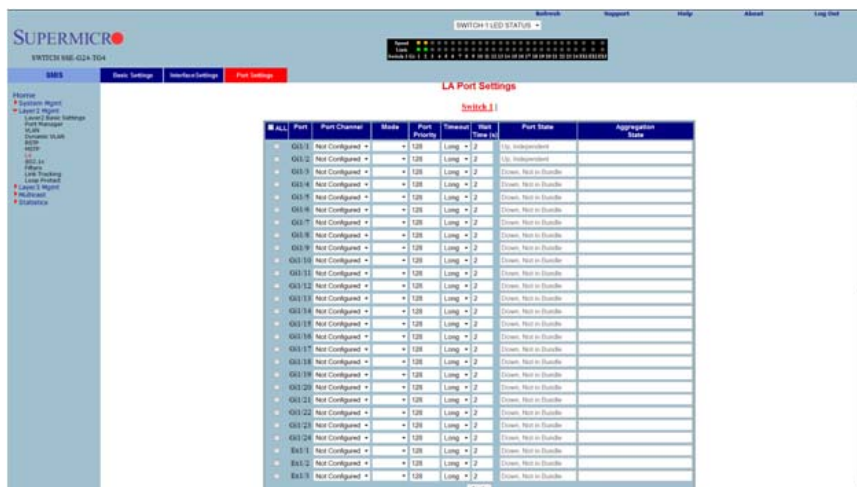 Refresh Support Help About Log Out
SWITCH-1 LED STATUS
SUPERMICRO
SWITCH SSE-G24-TG4
Speed
Link
SMIS
Basic Settings Interface Settings Port Settings
LA Port Settings
Switch 1 |
Home
System Mgmt
Layer2 Mgmt
Layer2 Basic Settings
Port Manager
VLAN
Dynamic VLAN
RSTP
MSTP
LA
802.1x
Filters
Link Tracking
Loop Protect
Layer3 Mgmt
Multicast
Statistics
ALL Port Port Channel Mode Port Priority Timeout Wait Time (s) Port State Aggregation State
Gi1/1 Not Configured 128 Long 2 Up, Independent
Gi1/2 Not Configured 128 Long 2 Up, Independent
Gi1/3 Not Configured 128 Long 2 Down, Not in Bundle
Gi1/4 Not Configured 128 Long 2 Down, Not in Bundle
Gi1/5 Not Configured 128 Long 2 Down, Not in Bundle
Gi1/6 Not Configured 128 Long 2 Down, Not in Bundle
Gi1/7 Not Configured 128 Long 2 Down, Not in Bundle
Gi1/8 Not Configured 128 Long 2 Down, Not in Bundle
Gi1/9 Not Configured 128 Long 2 Down, Not in Bundle
Gi1/10 Not Configured 128 Long 2 Down, Not in Bundle
Gi1/11 Not Configured 128 Long 2 Down, Not in Bundle
Gi1/12 Not Configured 128 Long 2 Down, Not in Bundle
Gi1/13 Not Configured 128 Long 2 Down, Not in Bundle
Gi1/14 Not Configured 128 Long 2 Down, Not in Bundle
Gi1/15 Not Configured 128 Long 2 Down, Not in Bundle
Gi1/16 Not Configured 128 Long 2 Down, Not in Bundle
Gi1/17 Not Configured 128 Long 2 Down, Not in Bundle
Gi1/18 Not Configured 128 Long 2 Down, Not in Bundle
Gi1/19 Not Configured 128 Long 2 Down, Not in Bundle
Gi1/20 Not Configured 128 Long 2 Down, Not in Bundle
Gi1/21 Not Configured 128 Long 2 Down, Not in Bundle
Gi1/22 Not Configured 128 Long 2 Down, Not in Bundle
Gi1/23 Not Configured 128 Long 2 Down, Not in Bundle
Gi1/24 Not Configured 128 Long 2 Down, Not in Bundle
Ex1/1 Not Configured 128 Long 2 Down, Not in Bundle
Ex1/2 Not Configured 128 Long 2 Down, Not in Bundle
Ex1/3 Not Configured 128 Long 2 Down, Not in Bundle